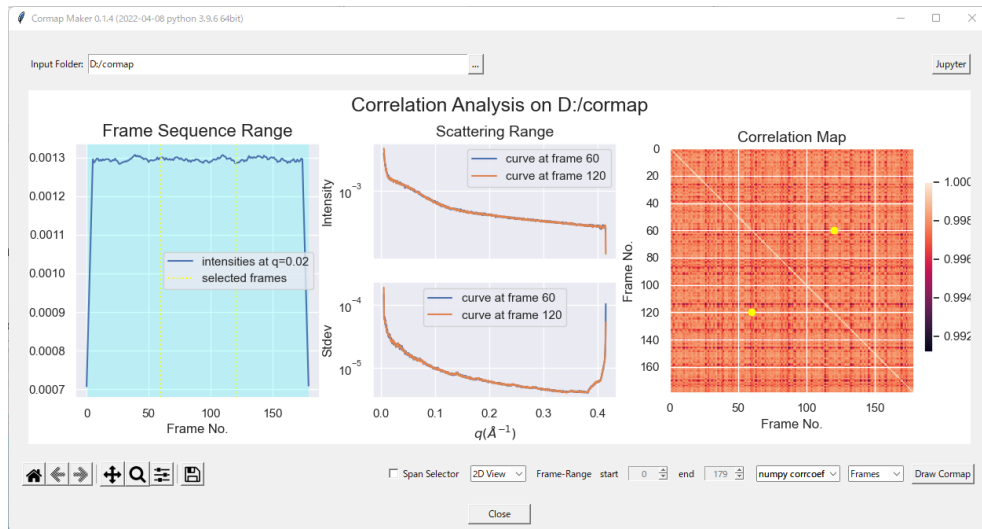 Cormap Maker 0.1.4 (2022-04-08 python 3.9.6 64bit)
Input Folder: D:/cormap ... Jupyter
Correlation Analysis on D:/cormap
Frame Sequence Range
0.0013
0.0012
0.0011
0.0010
0.0009
0.0008
0.0007
intensities at q=0.02
selected frames
0 50 100 150
Frame No.
Scattering Range
Intensity
10⁻³
curve at frame 60
curve at frame 120
Stdev
10⁻⁴
10⁻⁵
curve at frame 60
curve at frame 120
0.0 0.1 0.2 0.3 0.4
q(Å⁻¹)
Correlation Map
Frame No.
0
20
40
60
80
100
120
140
160
0 50 100 150
Frame No.
1.000
0.998
0.996
0.994
0.992
Span Selector 2D View Frame-Range start 0 end 179 numpy corrcoef Frames Draw Cormap
Close